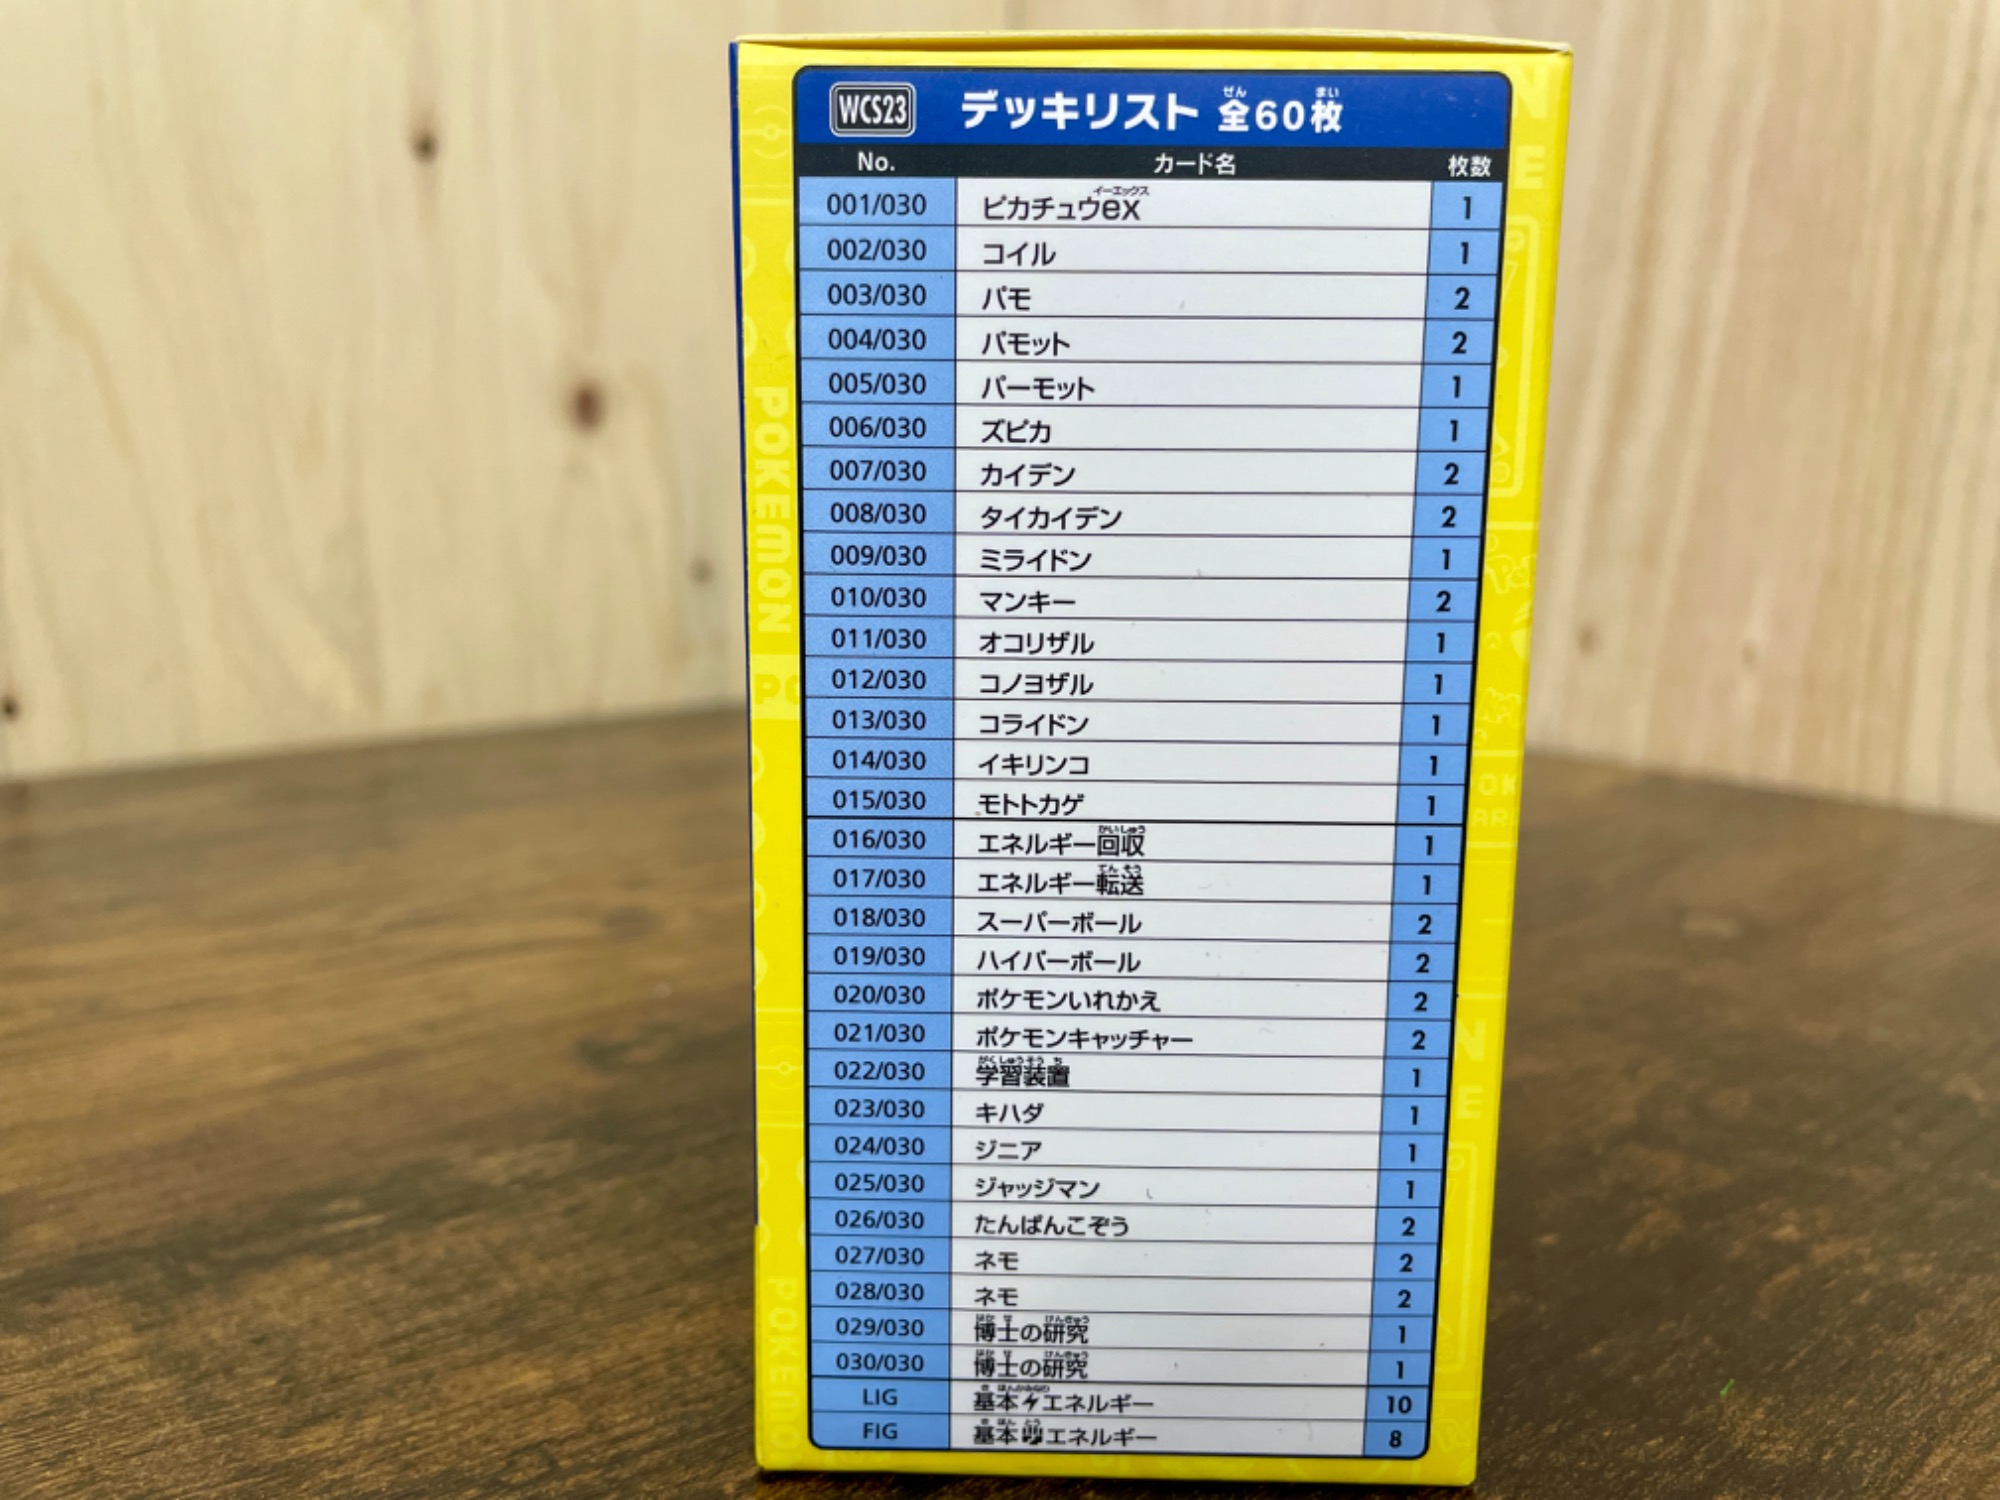 WCS23 デッキリスト 全60枚
No. カード名 枚数
001/030 ピカチュウex 1
002/030 コイル 1
003/030 パモ 2
004/030 パモット 2
005/030 パーモット 1
006/030 ズピカ 1
007/030 カイデン 2
008/030 タイカイデン 2
009/030 ミライドン 1
010/030 マンキー 2
011/030 オコリザル 1
012/030 コノヨザル 1
013/030 コライドン 1
014/030 イキリンコ 1
015/030 モトトカゲ 1
016/030 エネルギー回収 1
017/030 エネルギー転送 1
018/030 スーパーボール 2
019/030 ハイパーボール 2
020/030 ポケモンいれかえ 2
021/030 ポケモンキャッチャー 2
022/030 学習装置 1
023/030 キハダ 1
024/030 ジニア 1
025/030 ジャッジマン 1
026/030 たんぱんこぞう 2
027/030 ネモ 2
028/030 ネモ 2
029/030 博士の研究 1
030/030 博士の研究 1
LIG 基本エネルギー 10
FIG 基本エネルギー 8
POKEMON